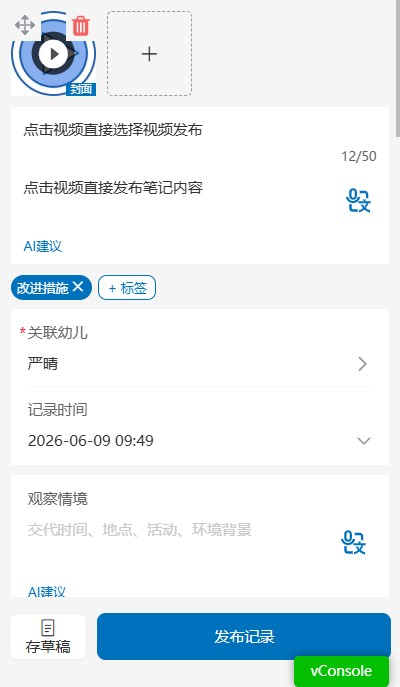 封面
点击视频直接选择视频发布
12/50
点击视频直接发布笔记内容
AI建议
改进措施
+ 标签
*关联幼儿
严晴
记录时间
2026-06-09 09:49
观察情境
交代时间、地点、活动、环境背景
AI建议
存草稿
发布记录
vConsole